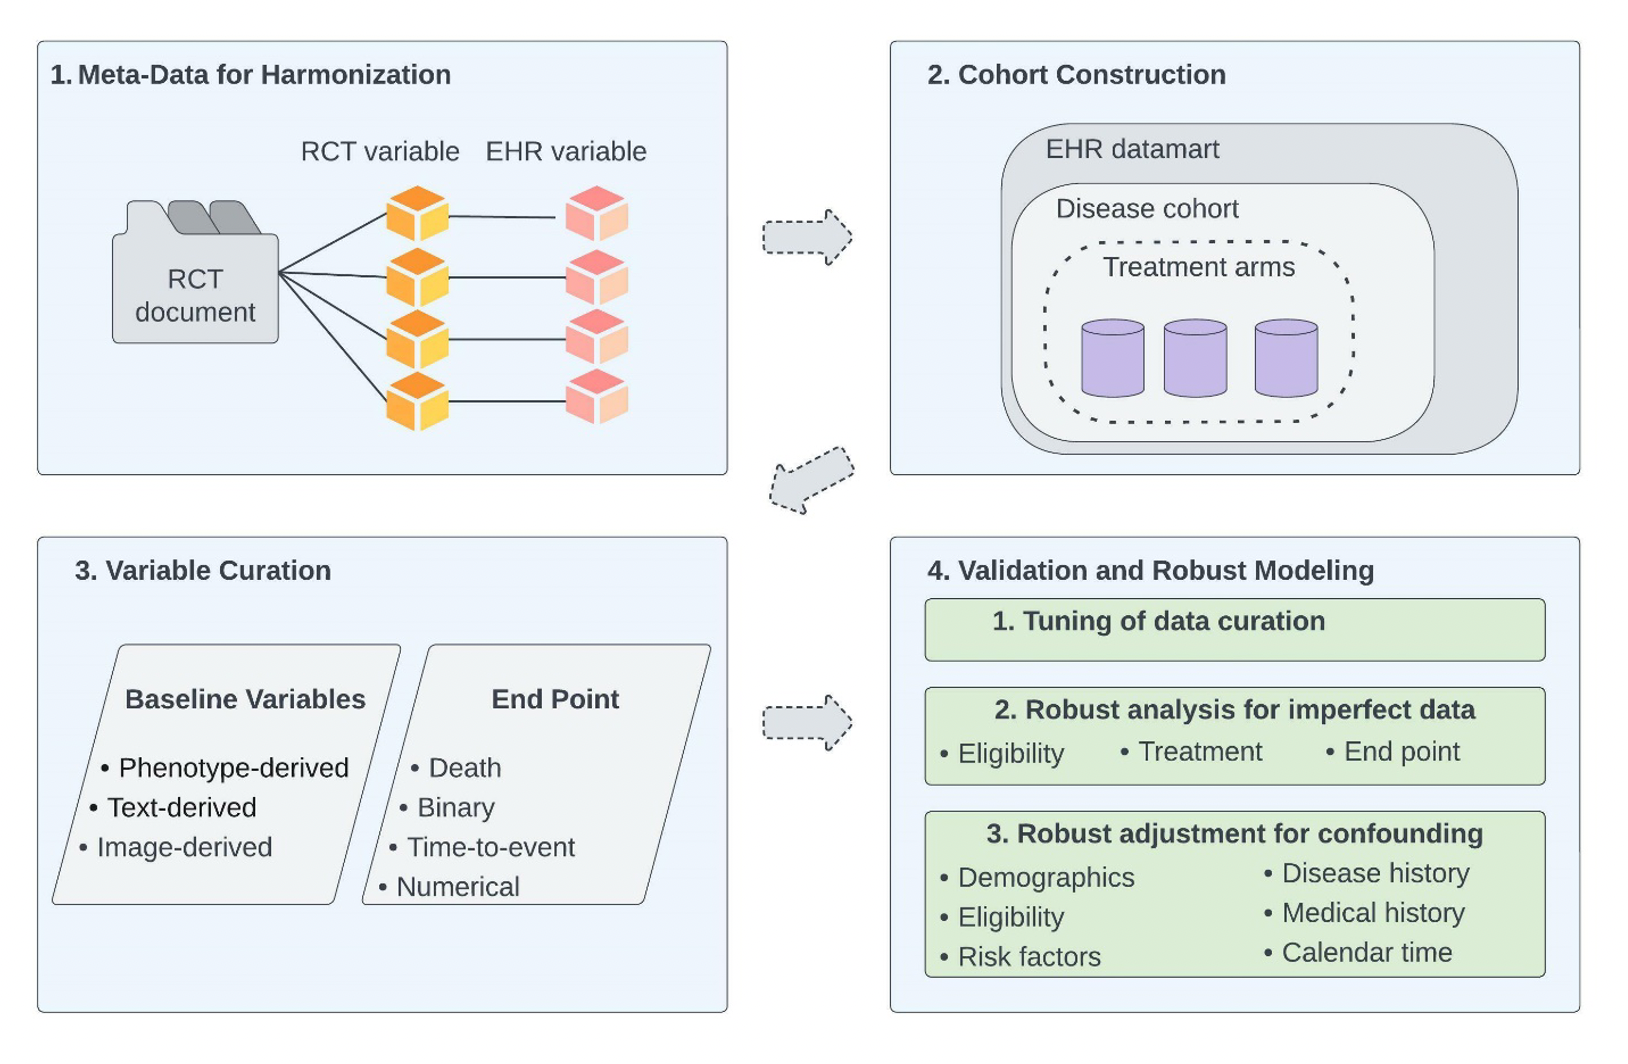 1. Meta-Data for Harmonization
RCT variable EHR variable
RCT
document
2. Cohort Construction
EHR datamart
Disease cohort
Treatment arms
3. Variable Curation
Baseline Variables
• Phenotype-derived
• Text-derived
• Image-derived
End Point
• Death
• Binary
• Time-to-event
• Numerical
4. Validation and Robust Modeling
1. Tuning of data curation
2. Robust analysis for imperfect data
• Eligibility • Treatment • End point
3. Robust adjustment for confounding
• Demographics
• Eligibility
• Risk factors
• Disease history
• Medical history
• Calendar time